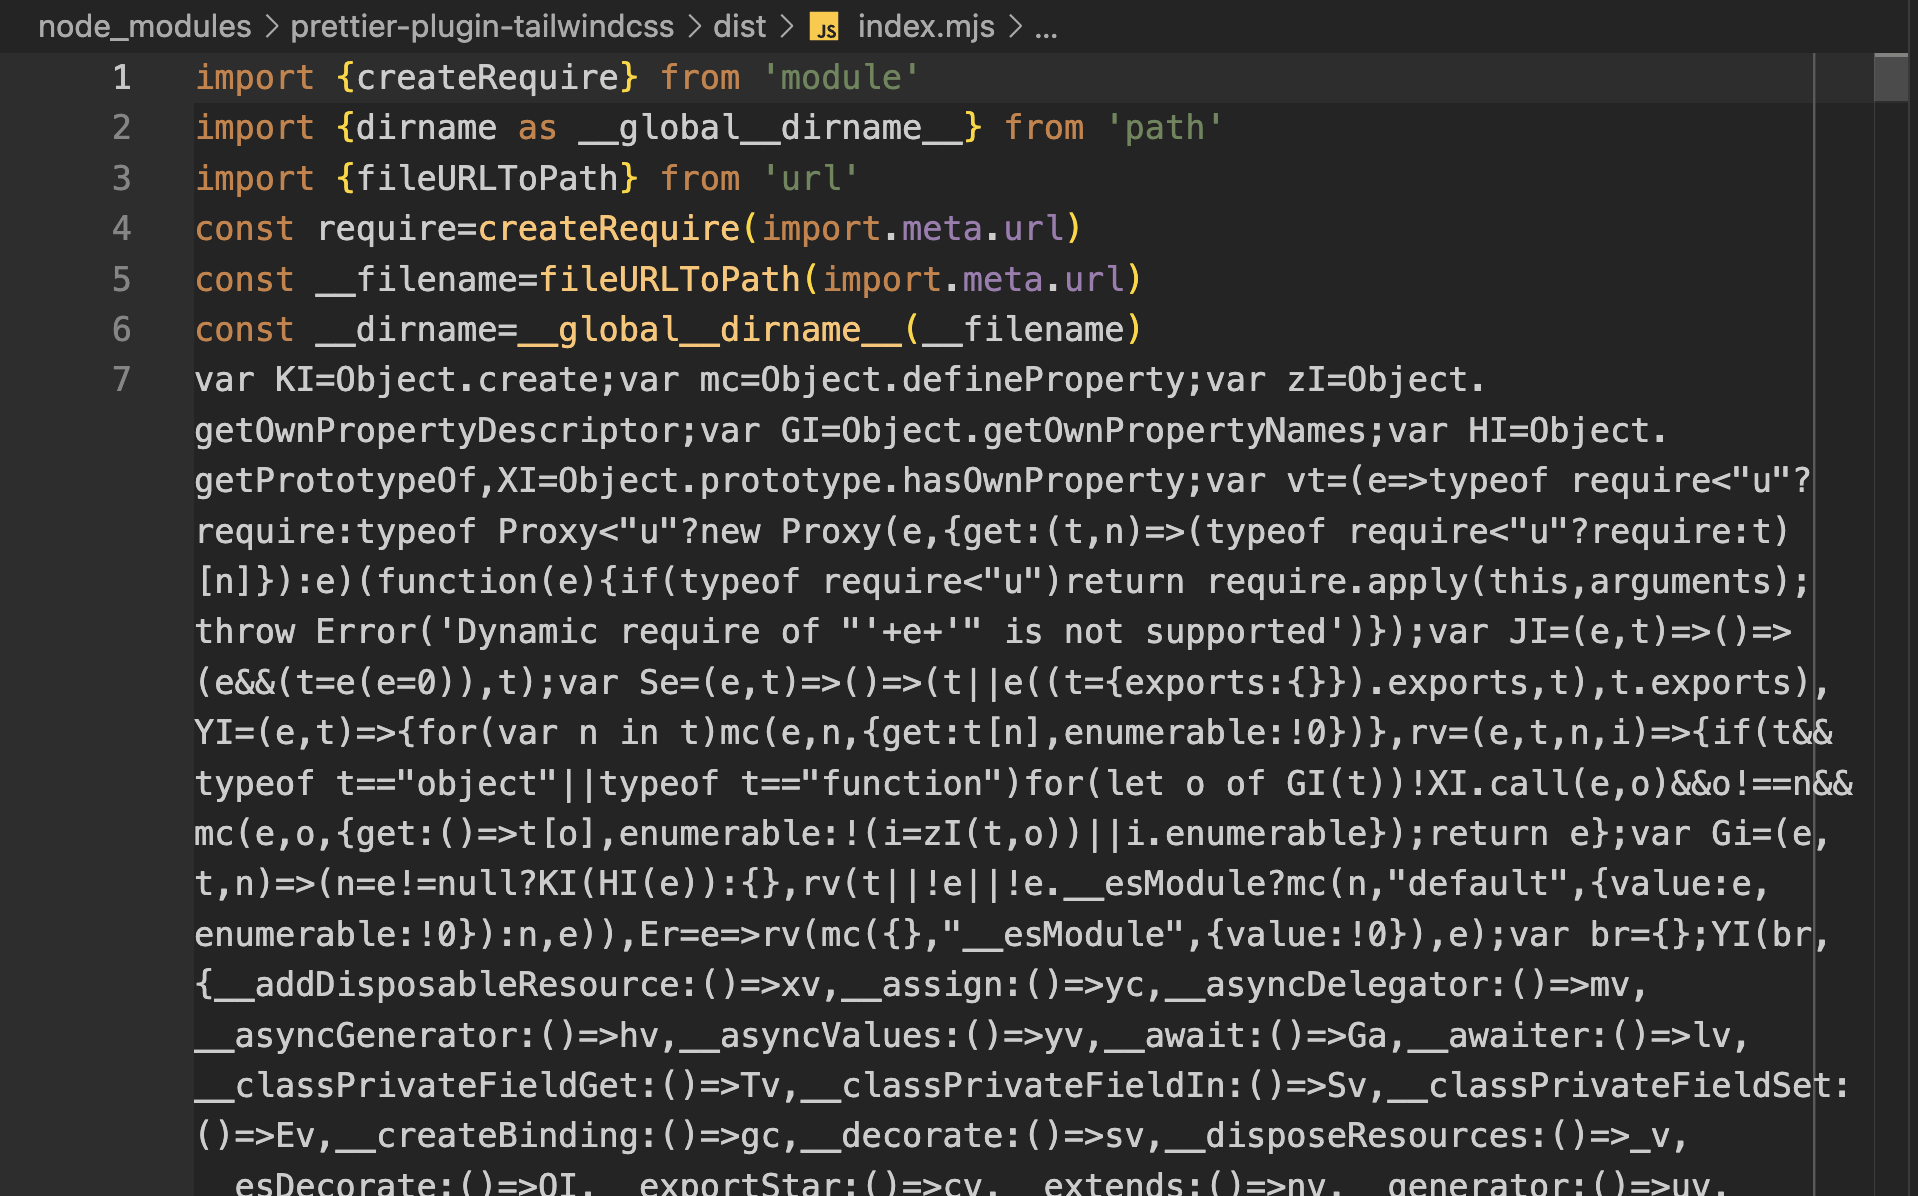 node_modules > prettier-plugin-tailwindcss > dist > JS index.mjs > ...
1 import {createRequire} from 'module'
2 import {dirname as __global__dirname__} from 'path'
3 import {fileURLToPath} from 'url'
4 const require=createRequire(import.meta.url)
5 const __filename=fileURLToPath(import.meta.url)
6 const __dirname=__global__dirname__(__filename)
7 var KI=Object.create;var mc=Object.defineProperty;var zI=Object.
getOwnPropertyDescriptor;var GI=Object.getOwnPropertyNames;var HI=Object.
getPrototypeOf,XI=Object.prototype.hasOwnProperty;var vt=(e=>typeof require<"u"?
require:typeof Proxy<"u"?new Proxy(e,{get:(t,n)=>(typeof require<"u"?require:t)
[n]}):e)(function(e){if(typeof require<"u")return require.apply(this,arguments);
throw Error('Dynamic require of "'+e+'" is not supported')});var JI=(e,t)=>()=>
(e&&(t=e(e=0)),t);var Se=(e,t)=>()=>(t||e((t={exports:{}}).exports,t),t.exports),
YI=(e,t)=>{for(var n in t)mc(e,n,{get:t[n],enumerable:!0})},rv=(e,t,n,i)=>{if(t&&
typeof t=="object"||typeof t=="function")for(let o of GI(t))!XI.call(e,o)&&o!==n&&
mc(e,o,{get:()=>t[o],enumerable:!(i=zI(t,o))||i.enumerable});return e};var Gi=(e,
t,n)=>(n=e!=null?KI(HI(e)):{},rv(t||!e||!e.__esModule?mc(n,"default",{value:e,
enumerable:!0}):n,e)),Er=e=>rv(mc({},"__esModule",{value:!0}),e);var br={};YI(br,
{__addDisposableResource:()=>xv,__assign:()=>yc,__asyncDelegator:()=>mv,
__asyncGenerator:()=>hv,__asyncValues:()=>yv,__await:()=>Ga,__awaiter:()=>lv,
__classPrivateFieldGet:()=>Tv,__classPrivateFieldIn:()=>Sv,__classPrivateFieldSet:
()=>Ev,__createBinding:()=>gc,__decorate:()=>sv,__disposeResources:()=>_v,
__esDecorate:()=>OI,__exportStar:()=>cv,__extends:()=>nv,__generator:()=>uv,